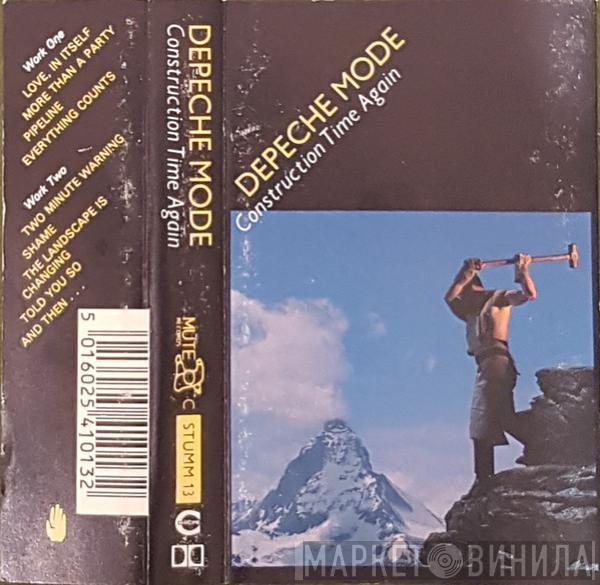 Work One
LOVE, IN ITSELF
MORE THAN A PARTY
PIPELINE
EVERYTHING COUNTS
Work Two
TWO MINUTE WARNING
SHAME
THE LANDSCAPE IS
CHANGING
TOLD YOU SO
AND THEN . . .
5 016025 410132
DEPECHE MODE
Construction Time Again
MUTE
RECORDS
C
STUMM 13
DEPECHE MODE
Construction Time Again
МАРКЕТ ВИНИЛА